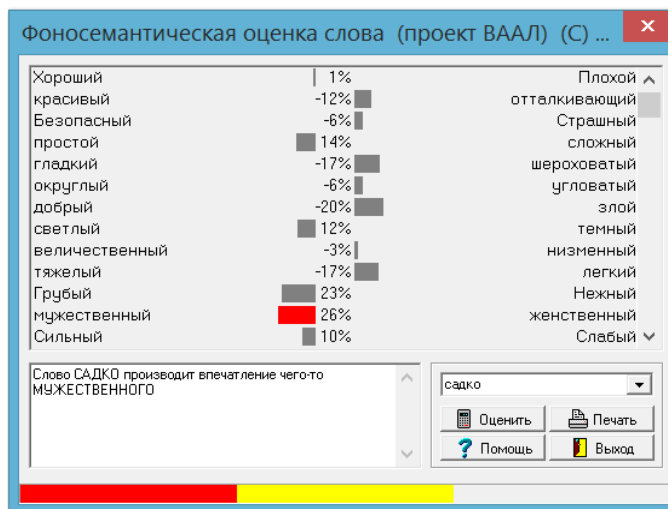 Фоносемантическая оценка слова (проект ВААЛ) (С) ...
Хороший 1% Плохой
красивый -12% отталкивающий
Безопасный -6% Страшный
простой 14% сложный
гладкий -17% шероховатый
округлый -6% угловатый
добрый -20% злой
светлый 12% темный
величественный -3% низменный
тяжелый -17% легкий
Грубый 23% Нежный
мужественный 26% женственный
Сильный 10% Слабый
Слово САДКО производит впечатление чего-то
МУЖЕСТВЕННОГО
садко
Оценить Печать
Помощь Выход